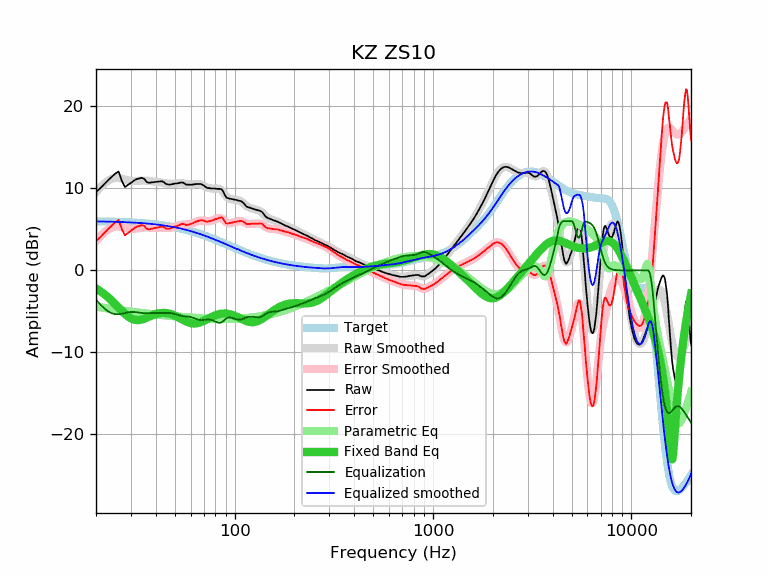 KZ ZS10
Amplitude (dBr)
20
10
0
−10
−20
Target
Raw Smoothed
Error Smoothed
Raw
Error
Parametric Eq
Fixed Band Eq
Equalization
Equalized smoothed
100
1000
10000
Frequency (Hz)